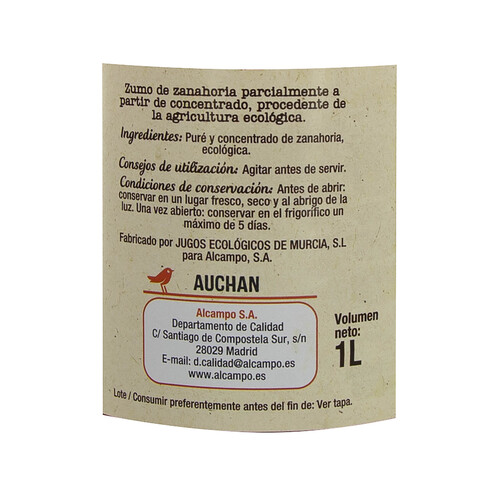 Zumo de zanahoria parcialmente a
partir de concentrado, procedente de
la agricultura ecológica.
Ingredientes: Puré y concentrado de zanahoria,
ecológica.
Consejos de utilización: Agitar antes de servir.
Condiciones de conservación: Antes de abrir:
conservar en un lugar fresco, seco y al abrigo de la
luz. Una vez abierto: conservar en el frigorífico un
máximo de 5 días.
Fabricado por JUGOS ECOLÓGICOS DE MURCIA, S.L
para Alcampo, S.A.
AUCHAN
Alcampo S.A.
Departamento de Calidad
C/ Santiago de Compostela Sur, s/n
28029 Madrid
E-mail: d.calidad@alcampo.es
www.alcampo.es
Volumen
neto:
1L
Lote / Consumir preferentemente antes del fin de: Ver tapa.